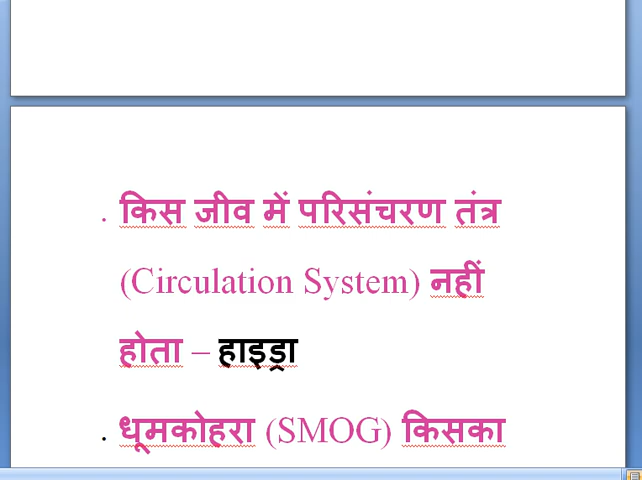 . किस जीव में परिसंचरण तंत्र
(Circulation System) नहीं
होता – हाइड्रा
. धूमकोहरा (SMOG) किसका